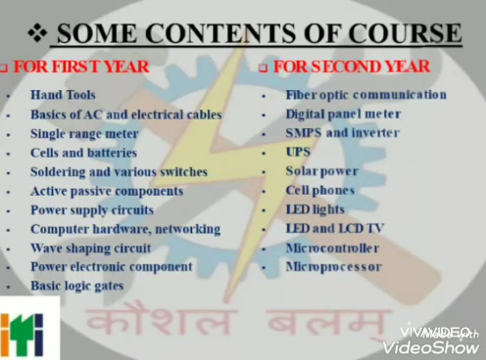 ❖ SOME CONTENTS OF COURSE
❑ FOR FIRST YEAR
▪ Hand Tools
▪ Basics of AC and electrical cables
▪ Single range meter
▪ Cells and batteries
▪ Soldering and various switches
▪ Active passive components
▪ Power supply circuits
▪ Computer hardware, networking
▪ Wave shaping circuit
▪ Power electronic component
▪ Basic logic gates
❑ FOR SECOND YEAR
▪ Fiber optic communication
▪ Digital panel meter
▪ SMPS and inverter
▪ UPS
▪ Solar power
▪ Cell phones
▪ LED lights
▪ LED and LCD TV
▪ Microcontroller
▪ Microprocessor
iTi
कौशल बलम्
VIVAVIDEO
Made with
VideoShow